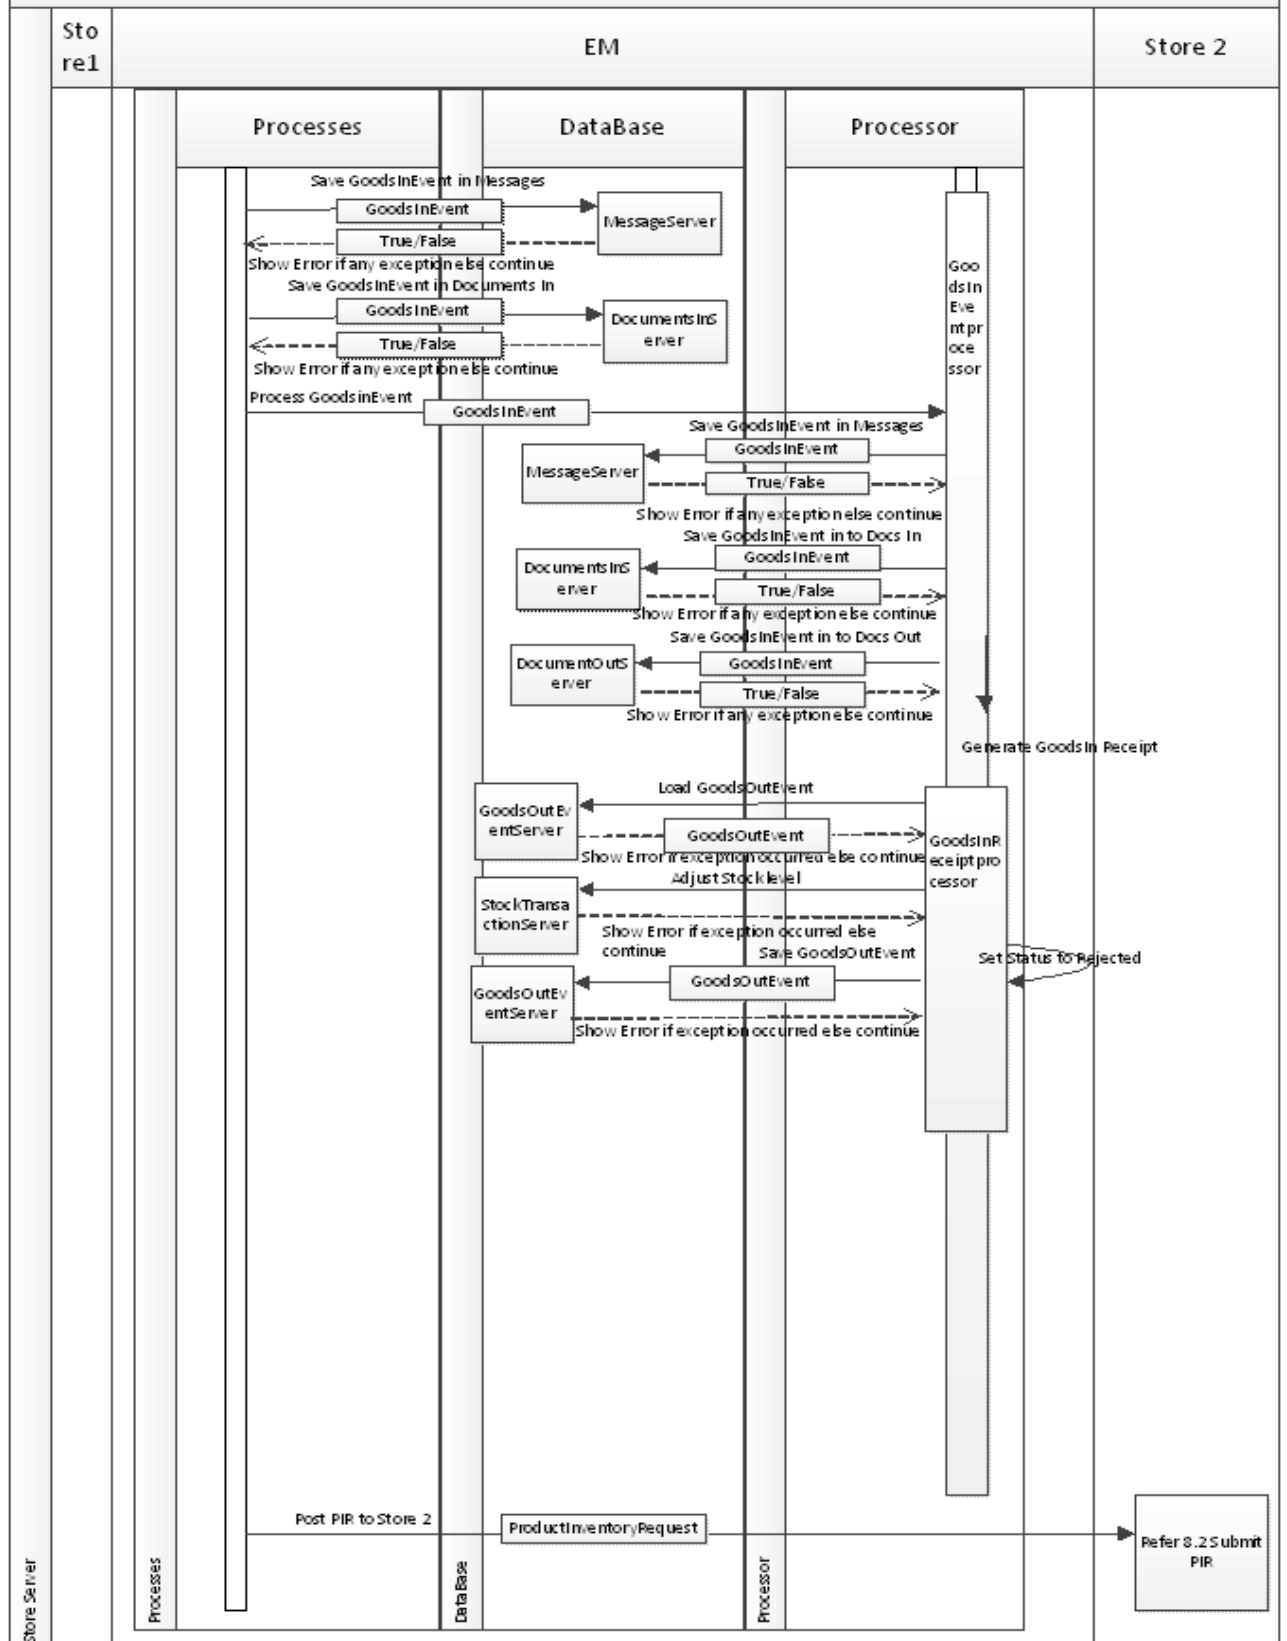 Sto
re1
EM
Store 2
Processes
DataBase
Processor
Save GoodsInEvent in Messages
GoodsInEvent
MessageServer
True/False
Show Error if any exception else continue
Save GoodsInEvent in Documents In
GoodsInEvent
DocumentsInS
erver
True/False
Show Error if any exception else continue
Goo
dsIn
Eve
ntpr
oce
ssor
Process GoodsinEvent
GoodsInEvent
Save GoodsInEvent in Messages
GoodsInEvent
MessageServer
True/False
Show Error if any exception else continue
Save GoodsInEvent in to Docs In
GoodsInEvent
DocumentsInS
erver
True/False
Show Error if any exception else continue
Save GoodsInEvent in to Docs Out
GoodsInEvent
DocumentOutS
erver
True/False
Show Error if any exception else continue
Generate GoodsIn Receipt
Load GoodsOutEvent
GoodsOutEv
entServer
GoodsOutEvent
GoodsInR
eceiptpro
cessor
Show Error if exception occurred else continue
Adjust Stock level
StockTransa
ctionServer
Show Error if exception occurred else
continue
Save GoodsOutEvent
Set Status to Rejected
GoodsOutEvent
GoodsOutEv
entServer
Show Error if exception occurred else continue
Post PIR to Store 2
ProductInventoryRequest
Refer 8.2 Submit
PIR
Store Server
Processes
DataBase
Processor